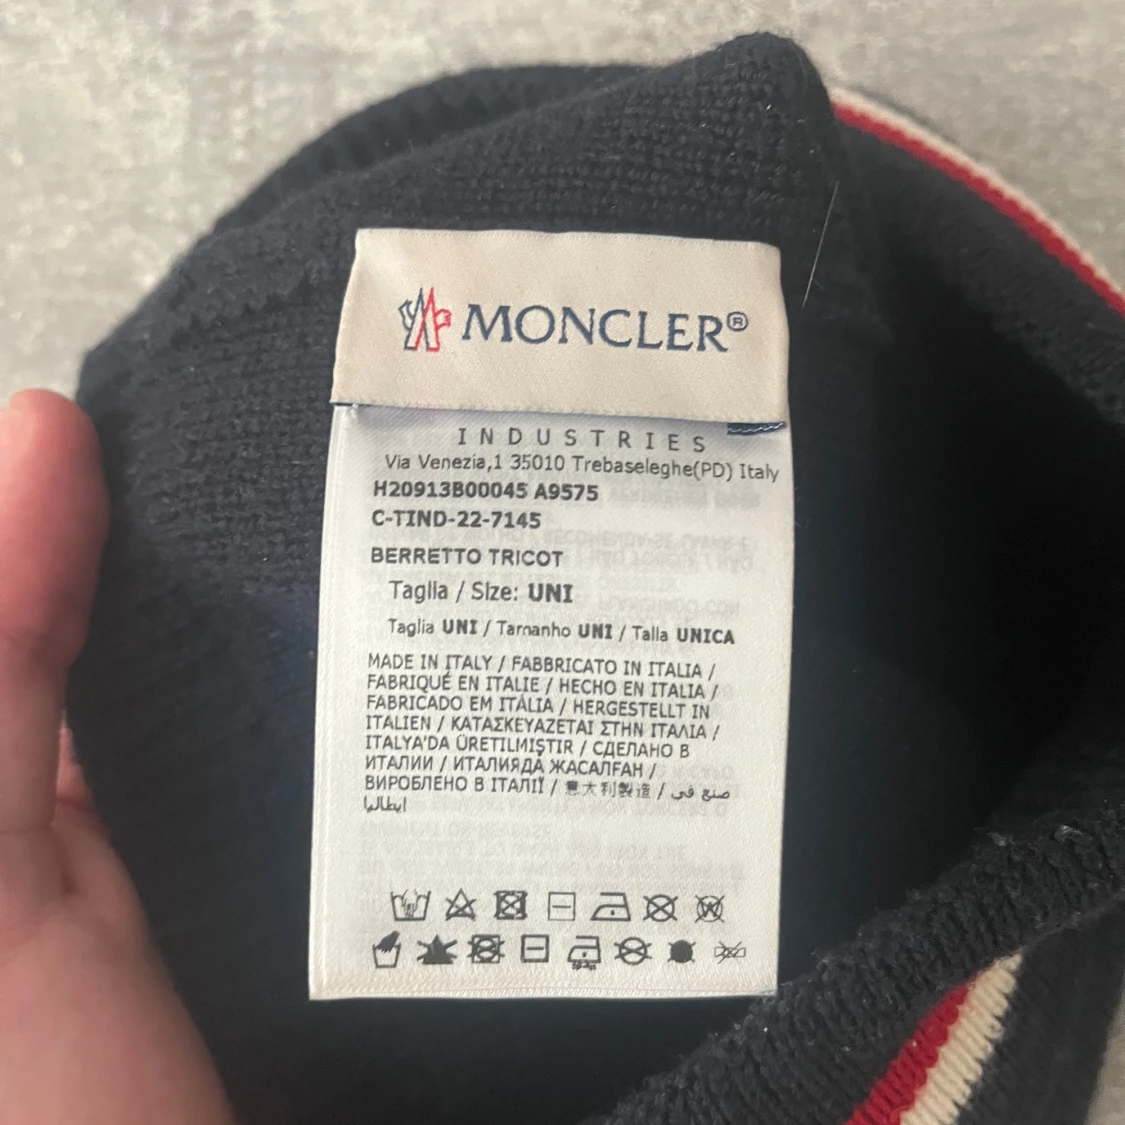 MONCLER®
INDUSTRIES
Via Venezia,1 35010 Trebaseleghe(PD) Italy
H20913B00045 A9575
C-TIND-22-7145
BERRETTO TRICOT
Taglia / Size: UNI
Taglia UNI / Tamanho UNI / Talla UNICA
MADE IN ITALY / FABBRICATO IN ITALIA /
FABRIQUÉ EN ITALIE / HECHO EN ITALIA /
FABRICADO EM ITÁLIA / HERGESTELLT IN
ITALIEN / ΚΑΤΑΣΚΕΥΑΖΕΤΑΙ ΣΤΗΝ ΙΤΑΛΙΑ /
ITALYA'DA ÜRETILMIŞTIR / СДЕЛАНО В
ИТАЛИИ / ИТАЛИЯДА ЖАСАЛҒАН /
ВИРОБЛЕНО В ІТАЛІЇ / 意大利製造 / صنع في
ايطاليا